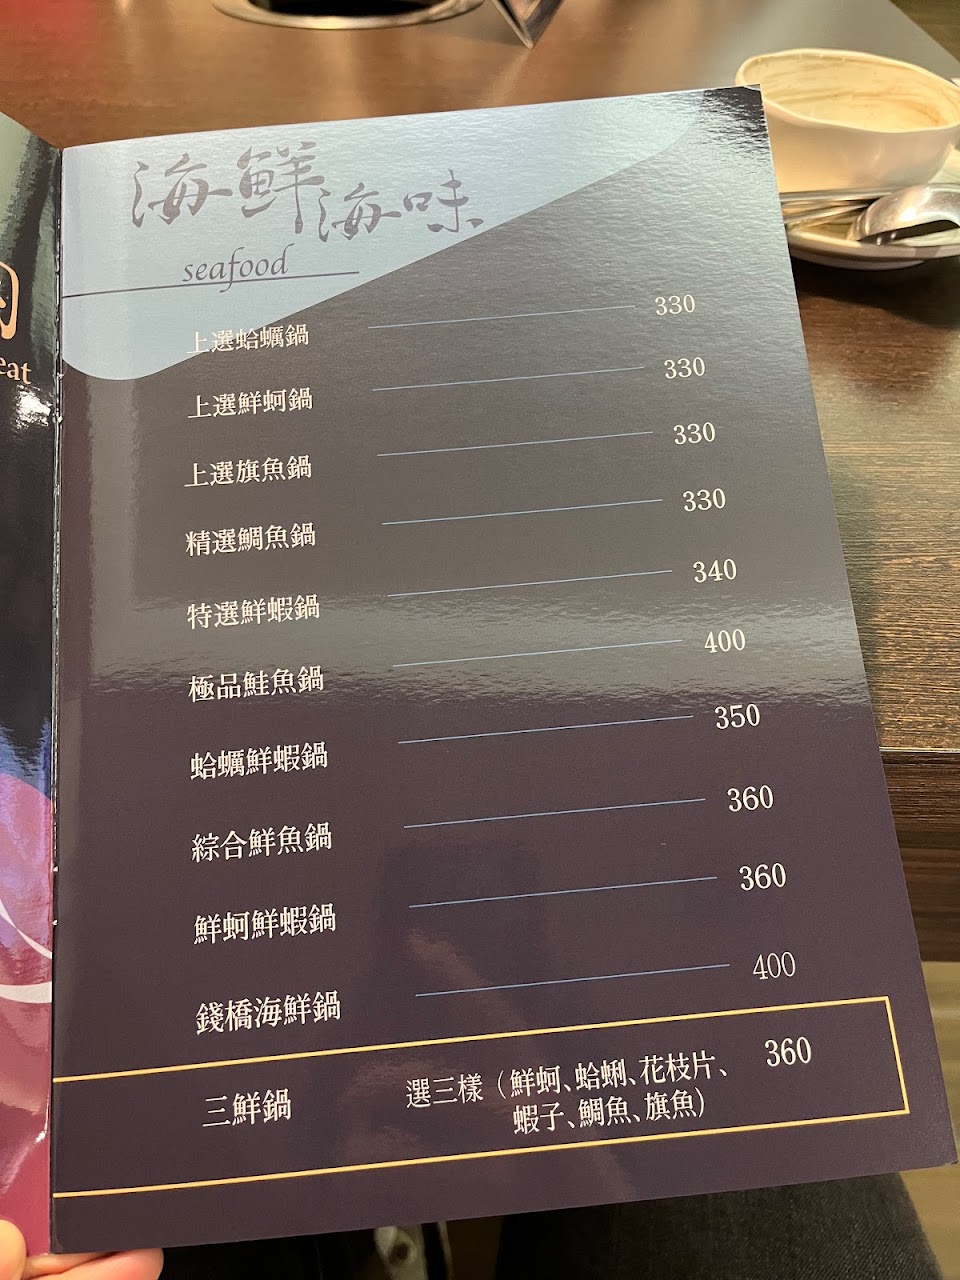 海鮮海味
seafood
上選蛤蠣鍋 330
上選鮮蚵鍋 330
上選旗魚鍋 330
精選鯛魚鍋 330
特選鮮蝦鍋 340
極品鮭魚鍋 400
蛤蠣鮮蝦鍋 350
綜合鮮魚鍋 360
鮮蚵鮮蝦鍋 360
錢橋海鮮鍋 400
三鮮鍋 選三樣（鮮蚵、蛤蜊、花枝片、 360
蝦子、鯛魚、旗魚）